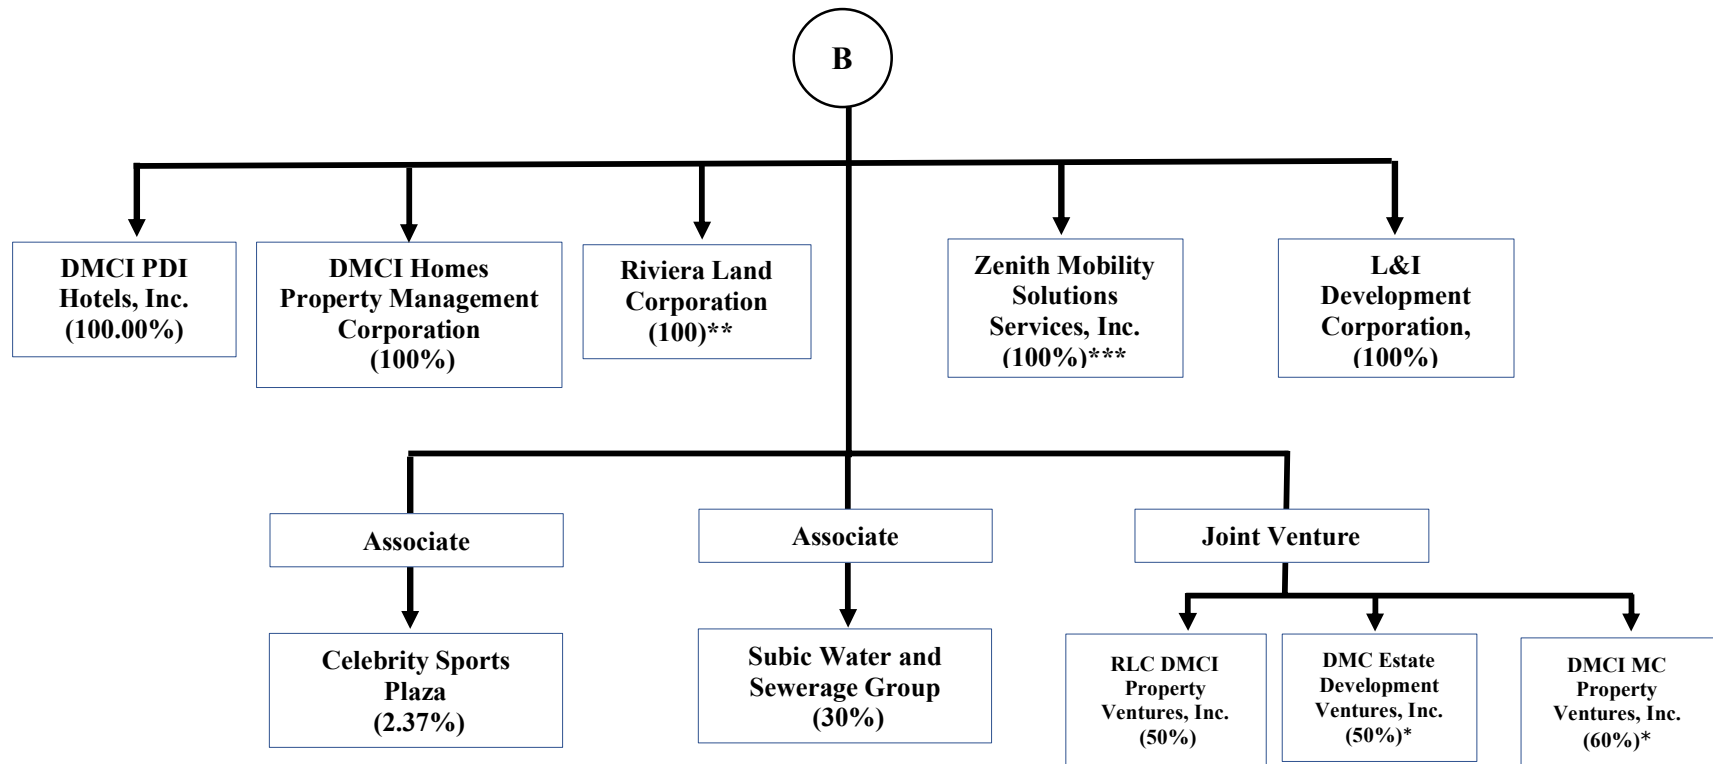 B
DMCI PDI
Hotels, Inc.
(100.00%)
DMCI Homes
Property Management
Corporation
(100%)
Riviera Land
Corporation
(100)**
Zenith Mobility
Solutions
Services, Inc.
(100%)***
L&I
Development
Corporation,
(100%)
Associate
Associate
Joint Venture
Celebrity Sports
Plaza
(2.37%)
Subic Water and
Sewerage Group
(30%)
RLC DMCI
Property
Ventures, Inc.
(50%)
DMC Estate
Development
Ventures, Inc.
(50%)*
DMCI MC
Property
Ventures, Inc.
(60%)*